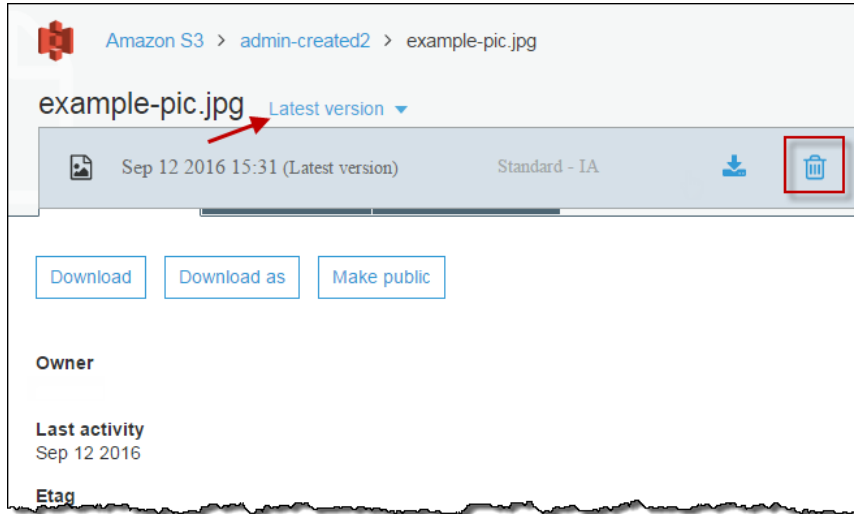 Amazon S3 > admin-created2 > example-pic.jpg
example-pic.jpg Latest version
Sep 12 2016 15:31 (Latest version) Standard - IA
Download Download as Make public
Owner
Last activity
Sep 12 2016
Etag